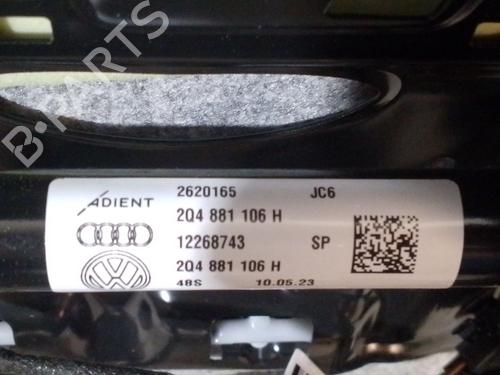 B-PARTS
ADIENT 2620165 JC6
2Q4 881 106 H
12268743 SP
2Q4 881 106 H
48S 10.05.23